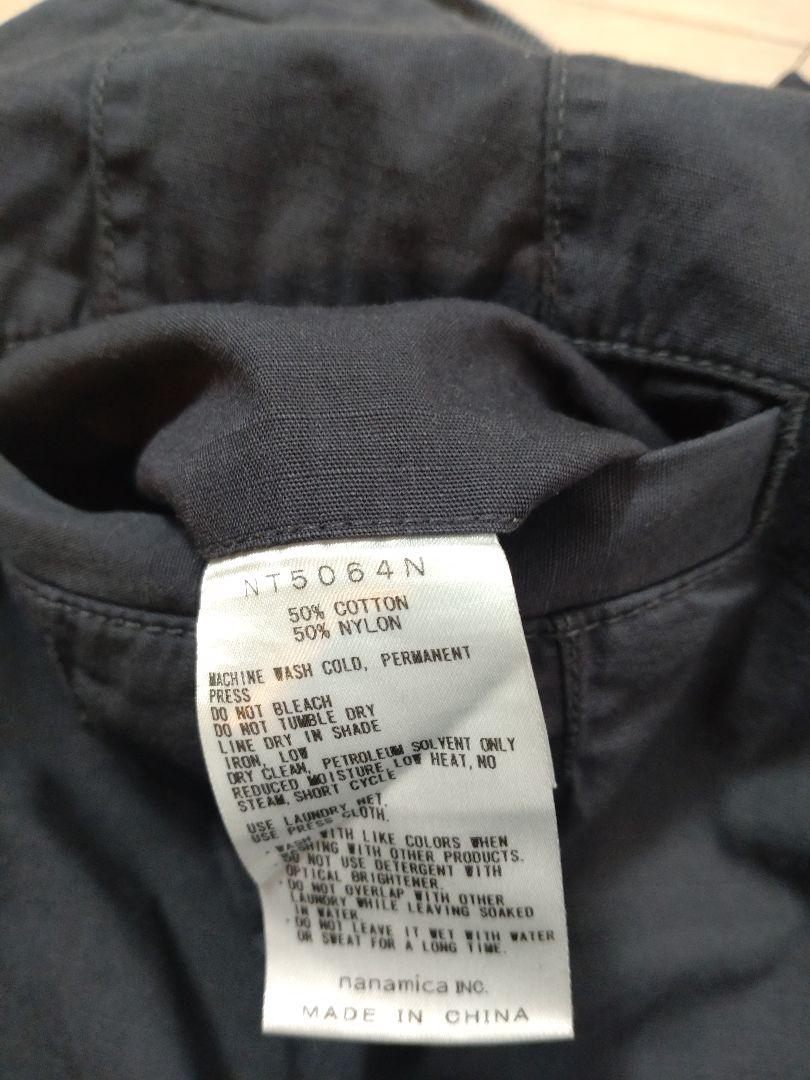 NT5064N
50% COTTON
50% NYLON
MACHINE WASH COLD, PERMANENT
PRESS
DO NOT BLEACH
DO NOT TUMBLE DRY
LINE DRY IN SHADE
IRON, LOW
DRY CLEAN, PETROLEUM SOLVENT ONLY
REDUCED MOISTURE, LOW HEAT, NO
STEAM, SHORT CYCLE
USE LAUNDRY NET.
USE PRESS CLOTH.
· WASH WITH LIKE COLORS WHEN
WASHING WITH OTHER PRODUCTS.
· DO NOT USE DETERGENT WITH
OPTICAL BRIGHTENER.
· DO NOT OVERLAP WITH OTHER
LAUNDRY WHILE LEAVING SOAKED
IN WATER.
· DO NOT LEAVE IT WET WITH WATER
OR SWEAT FOR A LONG TIME.
nanamica INC.
MADE IN CHINA